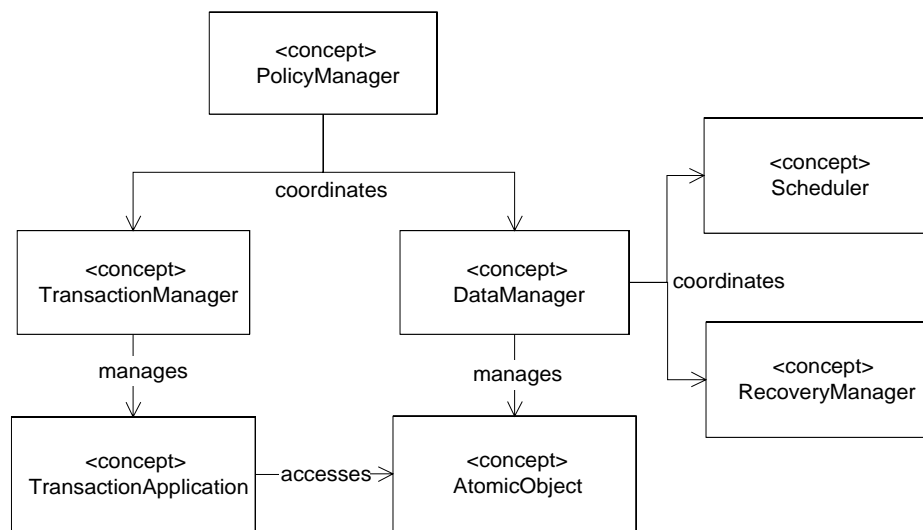 <concept>
PolicyManager
coordinates
<concept>
Scheduler
<concept>
TransactionManager
<concept>
DataManager
coordinates
manages
manages
<concept>
RecoveryManager
<concept>
TransactionApplication
accesses
<concept>
AtomicObject